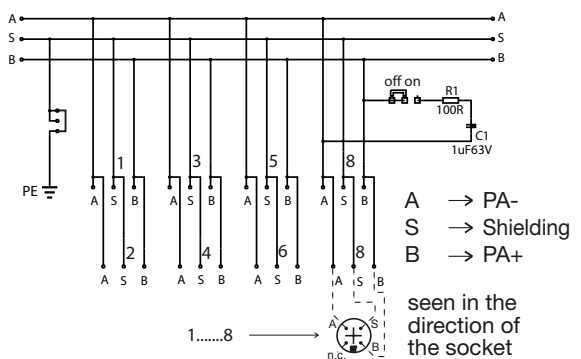 A A
S S
B B
off on
R1
100R
C1
1uF63V
PE
1 3 5 8
A S B A S B A S B A S B
2 4 6 8
A S B A S B A S B A S B
A → PA-
S → Shielding
B → PA+
1.......8
A S
B
n.c.
seen in the
direction of
the socket